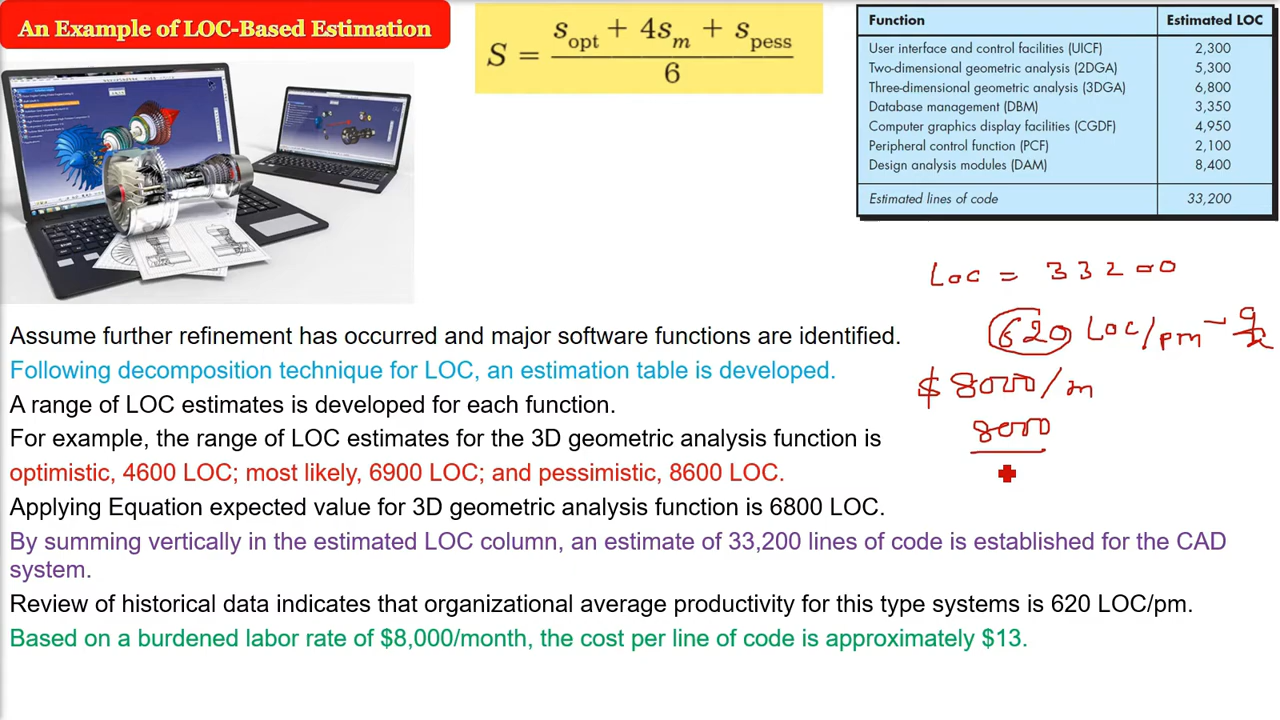 An Example of LOC-Based Estimation
S = (s_opt + 4s_m + s_pess) / 6
Function Estimated LOC
User interface and control facilities (UICF) 2,300
Two-dimensional geometric analysis (2DGA) 5,300
Three-dimensional geometric analysis (3DGA) 6,800
Database management (DBM) 3,350
Computer graphics display facilities (CGDF) 4,950
Peripheral control function (PCF) 2,100
Design analysis modules (DAM) 8,400
Estimated lines of code 33,200
LOC = 33200
620 LOC/pm -
$8000/m
8000
Assume further refinement has occurred and major software functions are identified.
Following decomposition technique for LOC, an estimation table is developed.
A range of LOC estimates is developed for each function.
For example, the range of LOC estimates for the 3D geometric analysis function is
optimistic, 4600 LOC; most likely, 6900 LOC; and pessimistic, 8600 LOC.
Applying Equation expected value for 3D geometric analysis function is 6800 LOC.
By summing vertically in the estimated LOC column, an estimate of 33,200 lines of code is established for the CAD
system.
Review of historical data indicates that organizational average productivity for this type systems is 620 LOC/pm.
Based on a burdened labor rate of $8,000/month, the cost per line of code is approximately $13.